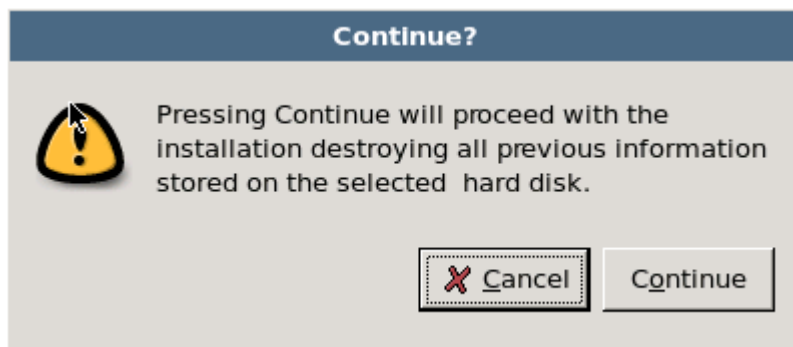 Continue?
Pressing Continue will proceed with the
installation destroying all previous information
stored on the selected  hard disk.
Cancel
Continue